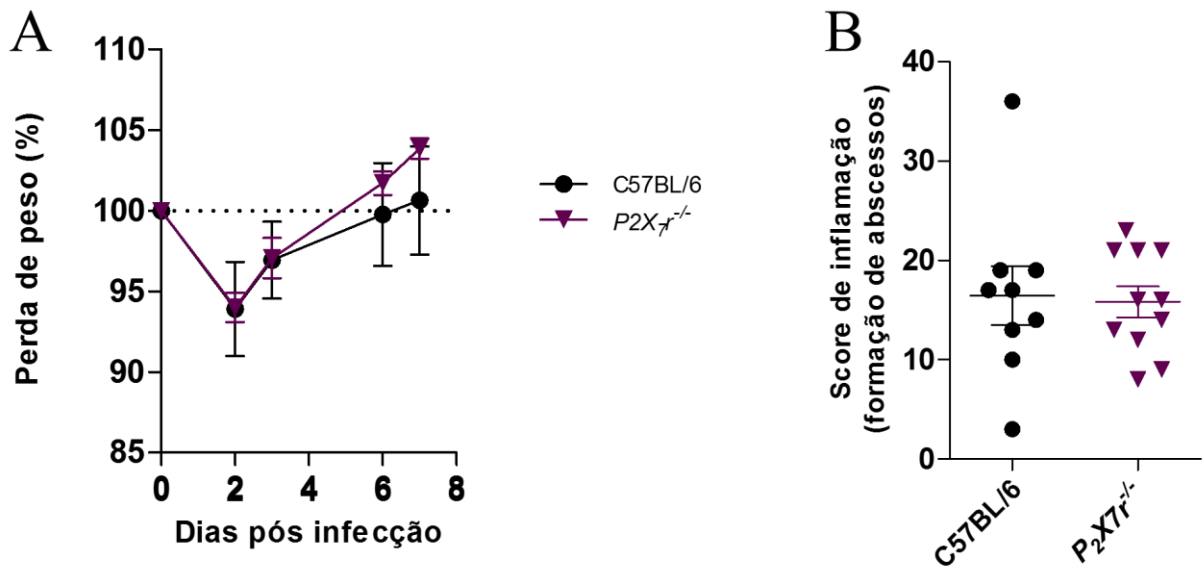 A
Perda de peso (%)
110
105
100
95
90
85
0 2 4 6 8
Dias pós infecção
C57BL/6
P2X₇r⁻/⁻
B
Score de inflamação
(formação de abscessos)
40
30
20
10
0
C57BL/6
P₂X7r⁻/⁻